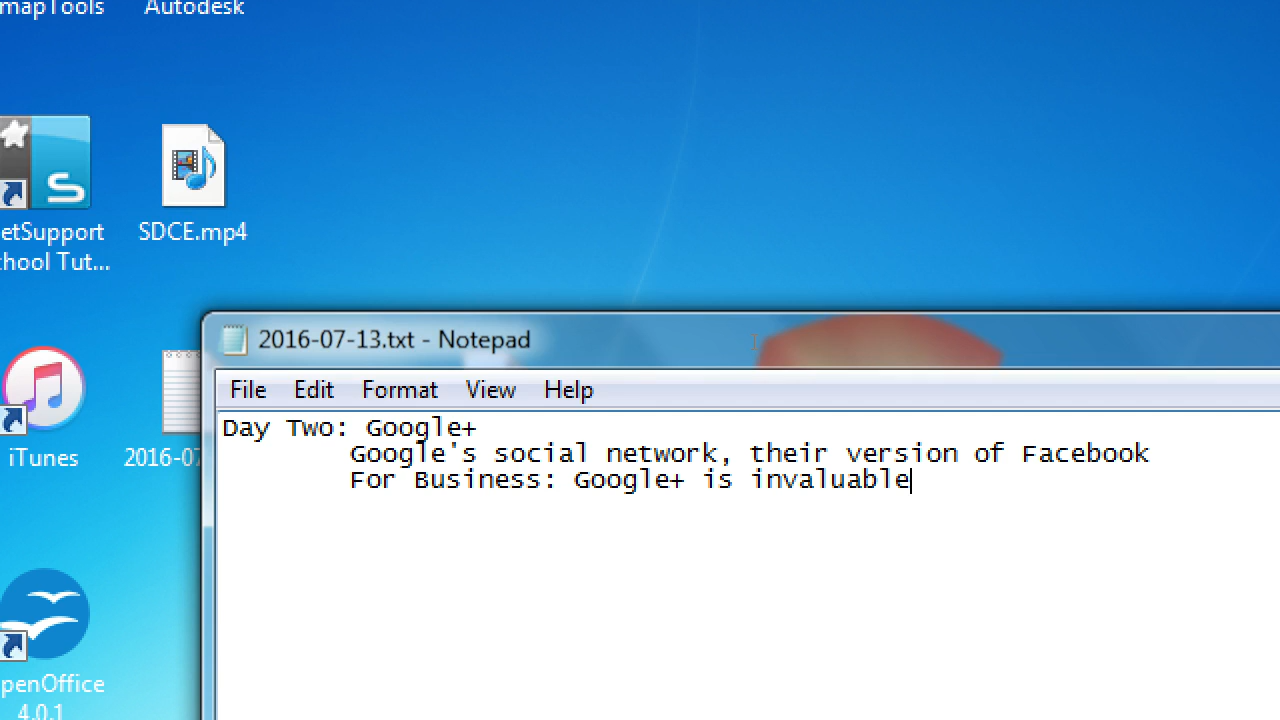 mapTools
Autodesk
etSupport
hool Tut...
SDCE.mp4
2016-07-13.txt - Notepad
File Edit Format View Help
Day Two: Google+
Google's social network, their version of Facebook
For Business: Google+ is invaluable
iTunes
2016-07
penOffice
4.0.1
S